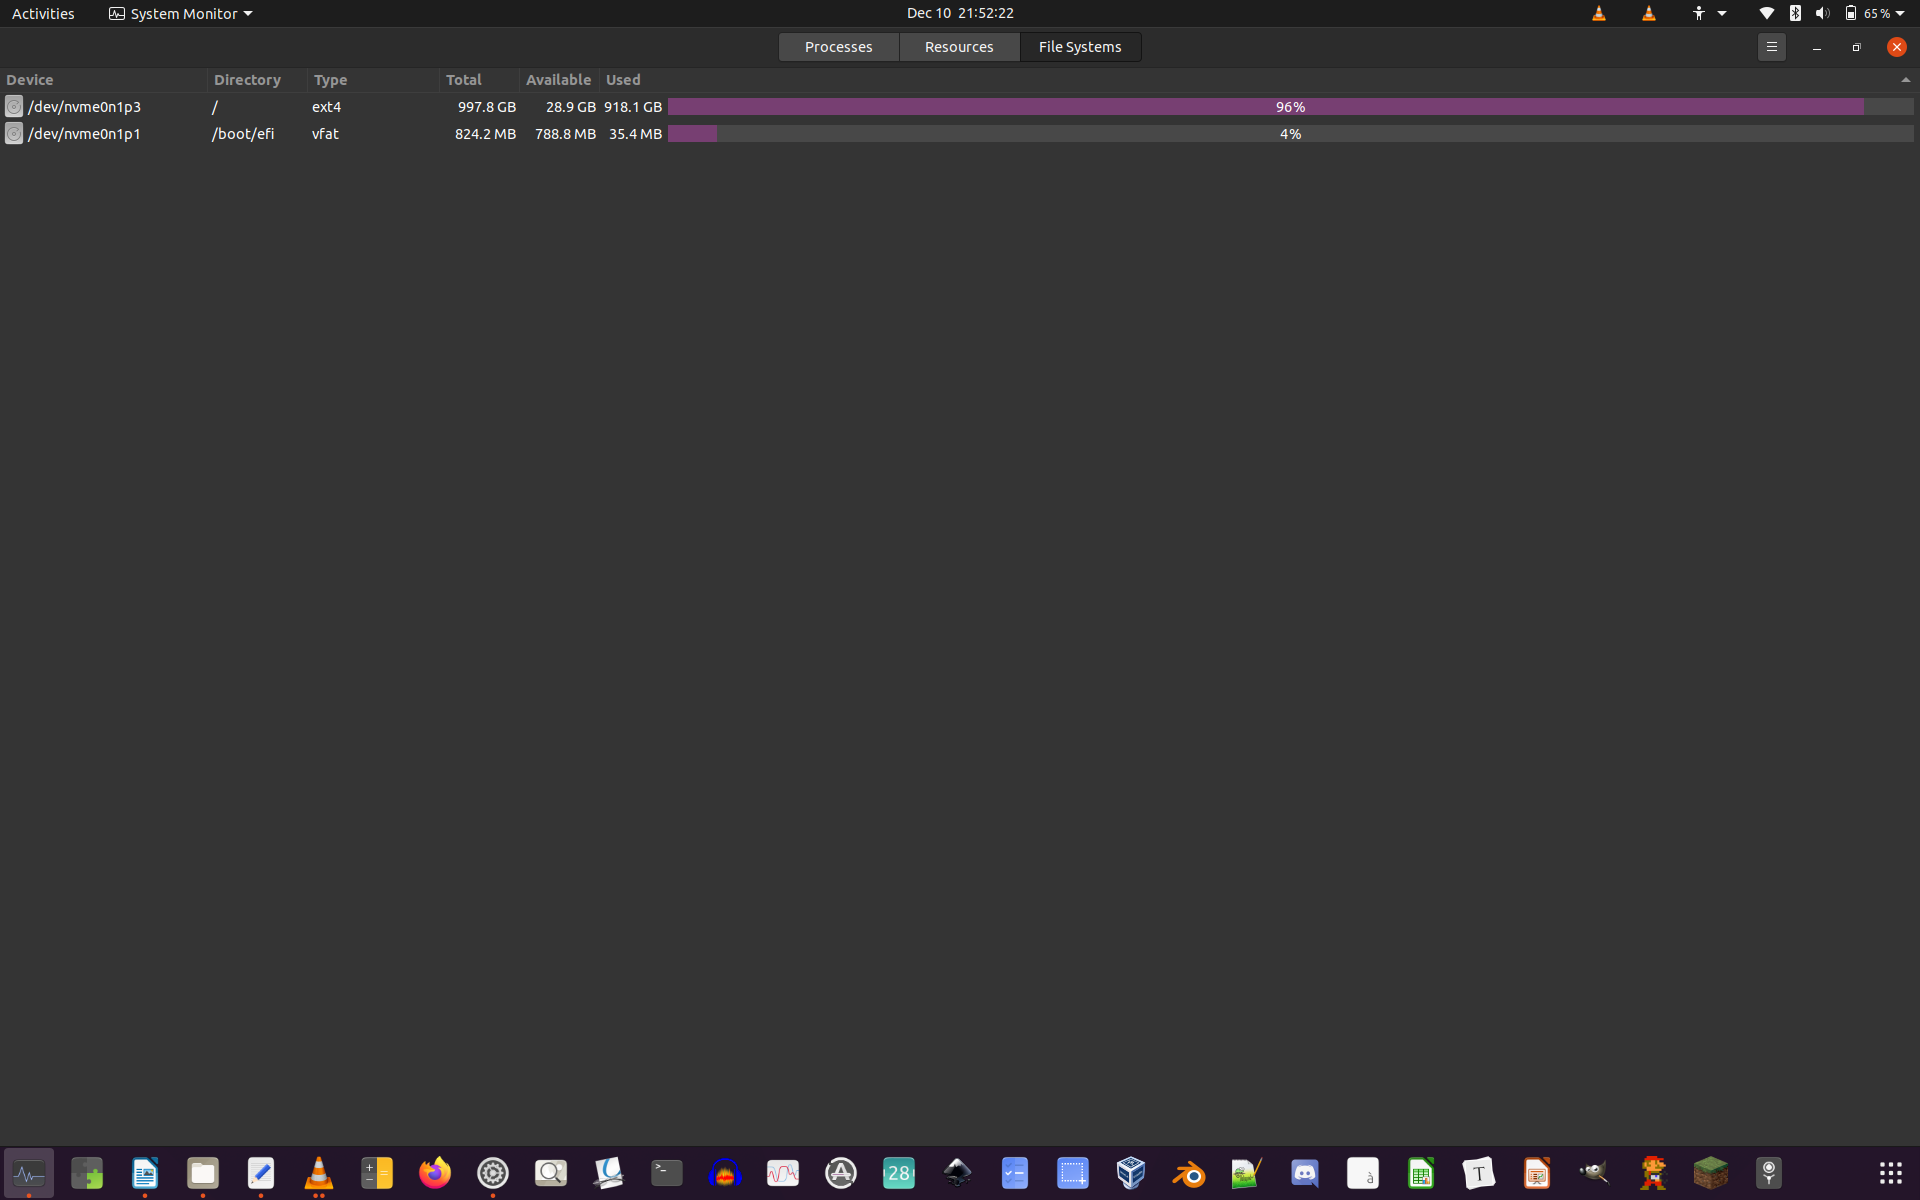 Activities System Monitor Dec 10 21:52:22 65 %
Processes Resources File Systems
Device Directory Type Total Available Used
/dev/nvme0n1p3 / ext4 997.8 GB 28.9 GB 918.1 GB 96%
/dev/nvme0n1p1 /boot/efi vfat 824.2 MB 788.8 MB 35.4 MB 4%
28
à
T